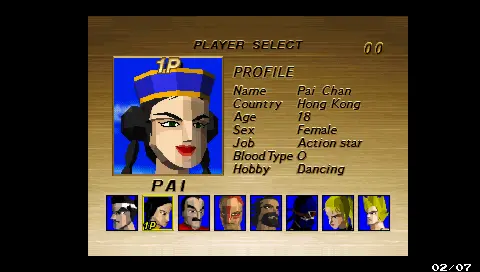 PLAYER SELECT
00
1P
PROFILE
Name Pai Chan
Country Hong Kong
Age 18
Sex Female
Job Action star
Blood Type O
Hobby Dancing
PAI
1P
02/07